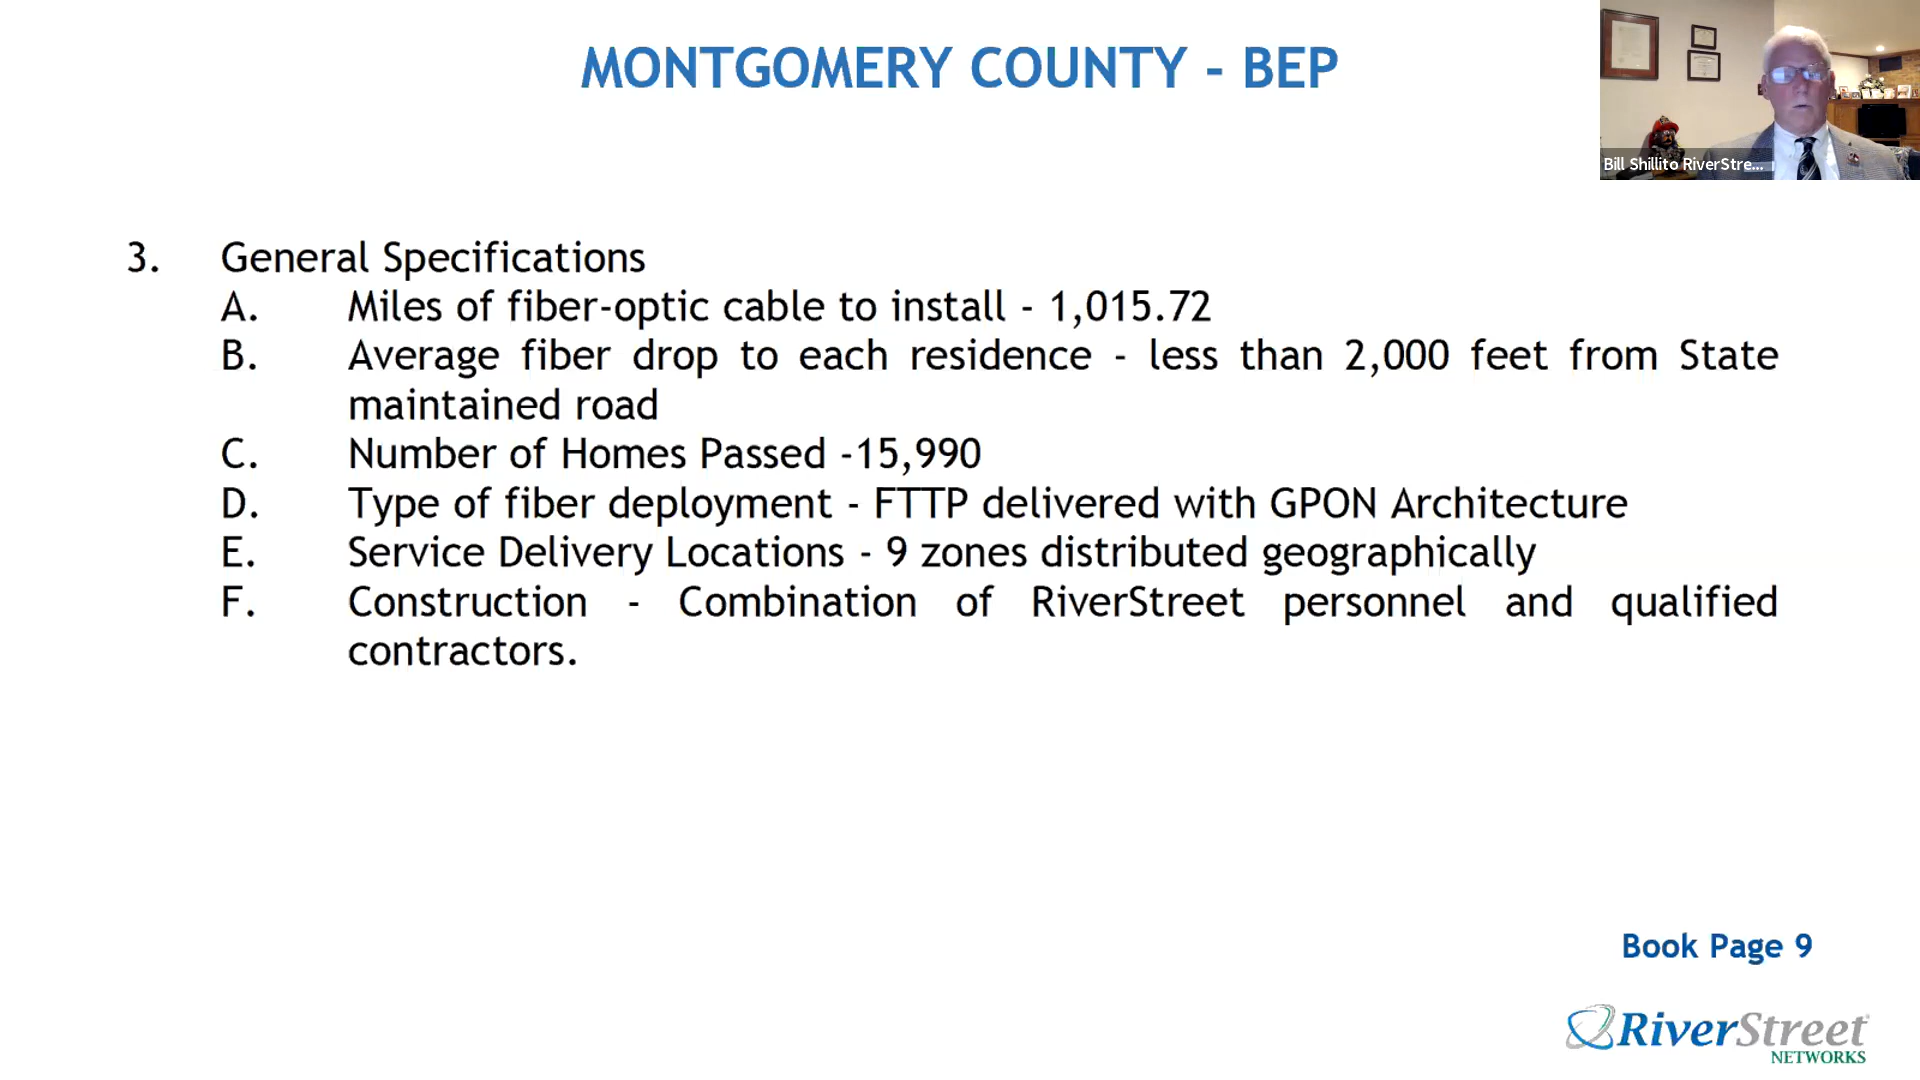 MONTGOMERY COUNTY - BEP
Bill Shillito RiverStre...
3. General Specifications
A. Miles of fiber-optic cable to install - 1,015.72
B. Average fiber drop to each residence - less than 2,000 feet from State
maintained road
C. Number of Homes Passed -15,990
D. Type of fiber deployment - FTTP delivered with GPON Architecture
E. Service Delivery Locations - 9 zones distributed geographically
F. Construction - Combination of RiverStreet personnel and qualified
contractors.
Book Page 9
RiverStreet
NETWORKS